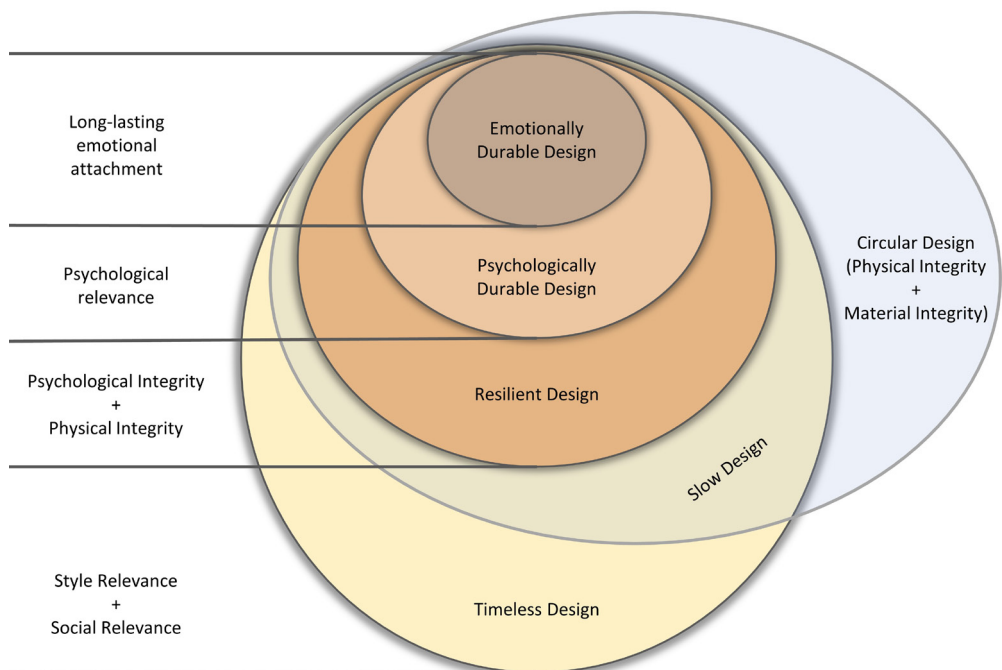 Long-lasting
emotional
attachment
Emotionally
Durable Design
Psychological
relevance
Psychologically
Durable Design
Circular Design
(Physical Integrity
+
Material Integrity)
Psychological Integrity
+
Physical Integrity
Resilient Design
Slow Design
Style Relevance
+
Social Relevance
Timeless Design